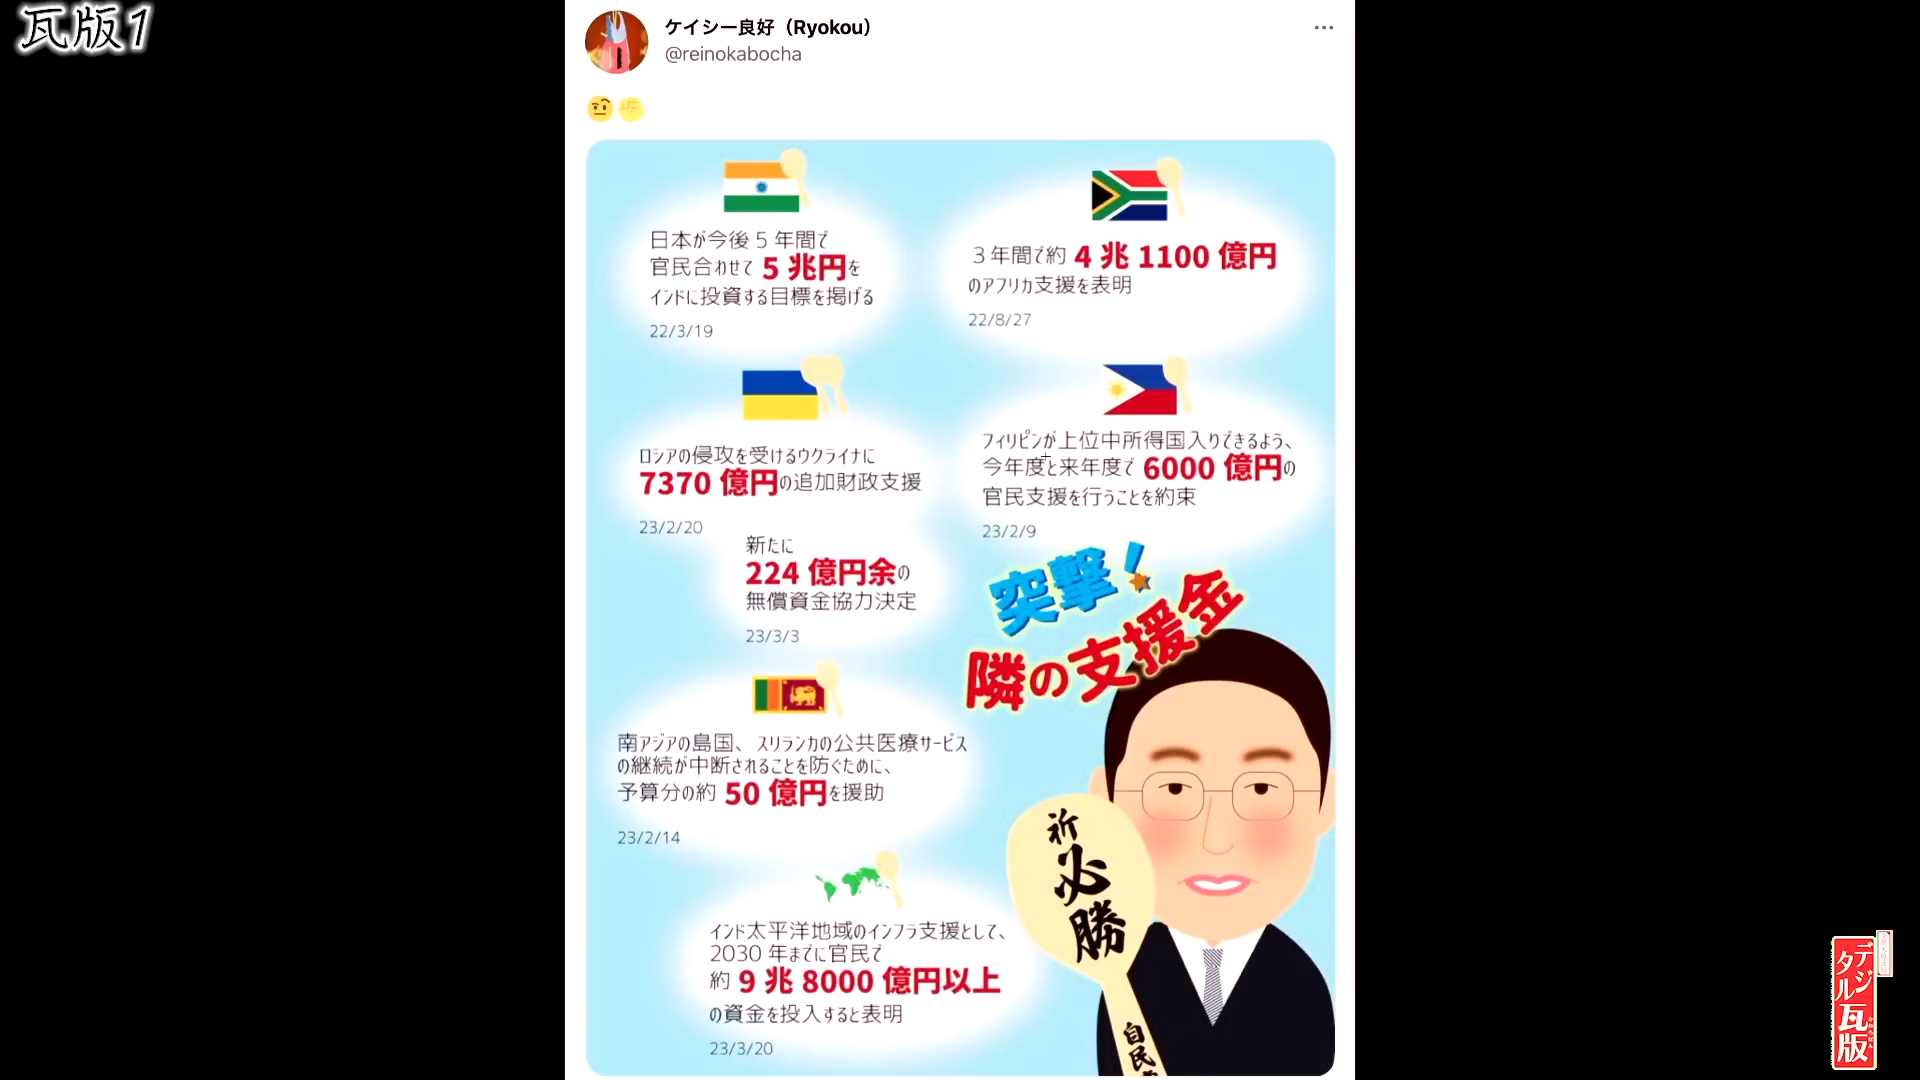 瓦版1
ケイシー良好（Ryokou）
@reinokabocha
日本が今後5年間で
官民合わせて 5 兆円を
インドに投資する目標を掲げる
22/3/19
3年間で約 4 兆 1100 億円
のアフリカ支援を表明
22/8/27
ロシアの侵攻を受けるウクライナに
7370 億円の追加財政支援
23/2/20
新たに
224 億円余の
無償資金協力決定
23/3/3
フィリピンが上位中所得国入りできるよう、
今年度と来年度で 6000 億円の
官民支援を行うことを約束
23/2/9
突撃！
隣の支援金
南アジアの島国、スリランカの公共医療サービス
の継続が中断されることを防ぐために、
予算分の約 50 億円を援助
23/2/14
インド太平洋地域のインフラ支援として、
2030 年までに官民で
約 9 兆 8000 億円以上
の資金を投入すると表明
23/3/20
祈
必勝
自民
デジタル瓦版